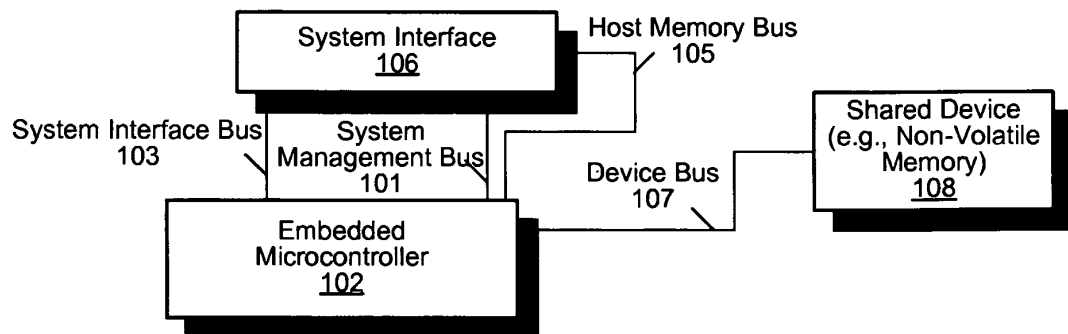 System Interface
106
Host Memory Bus
105
System Interface Bus
103
System
Management Bus
101
Shared Device
(e.g., Non-Volatile
Memory)
108
Device Bus
107
Embedded
Microcontroller
102